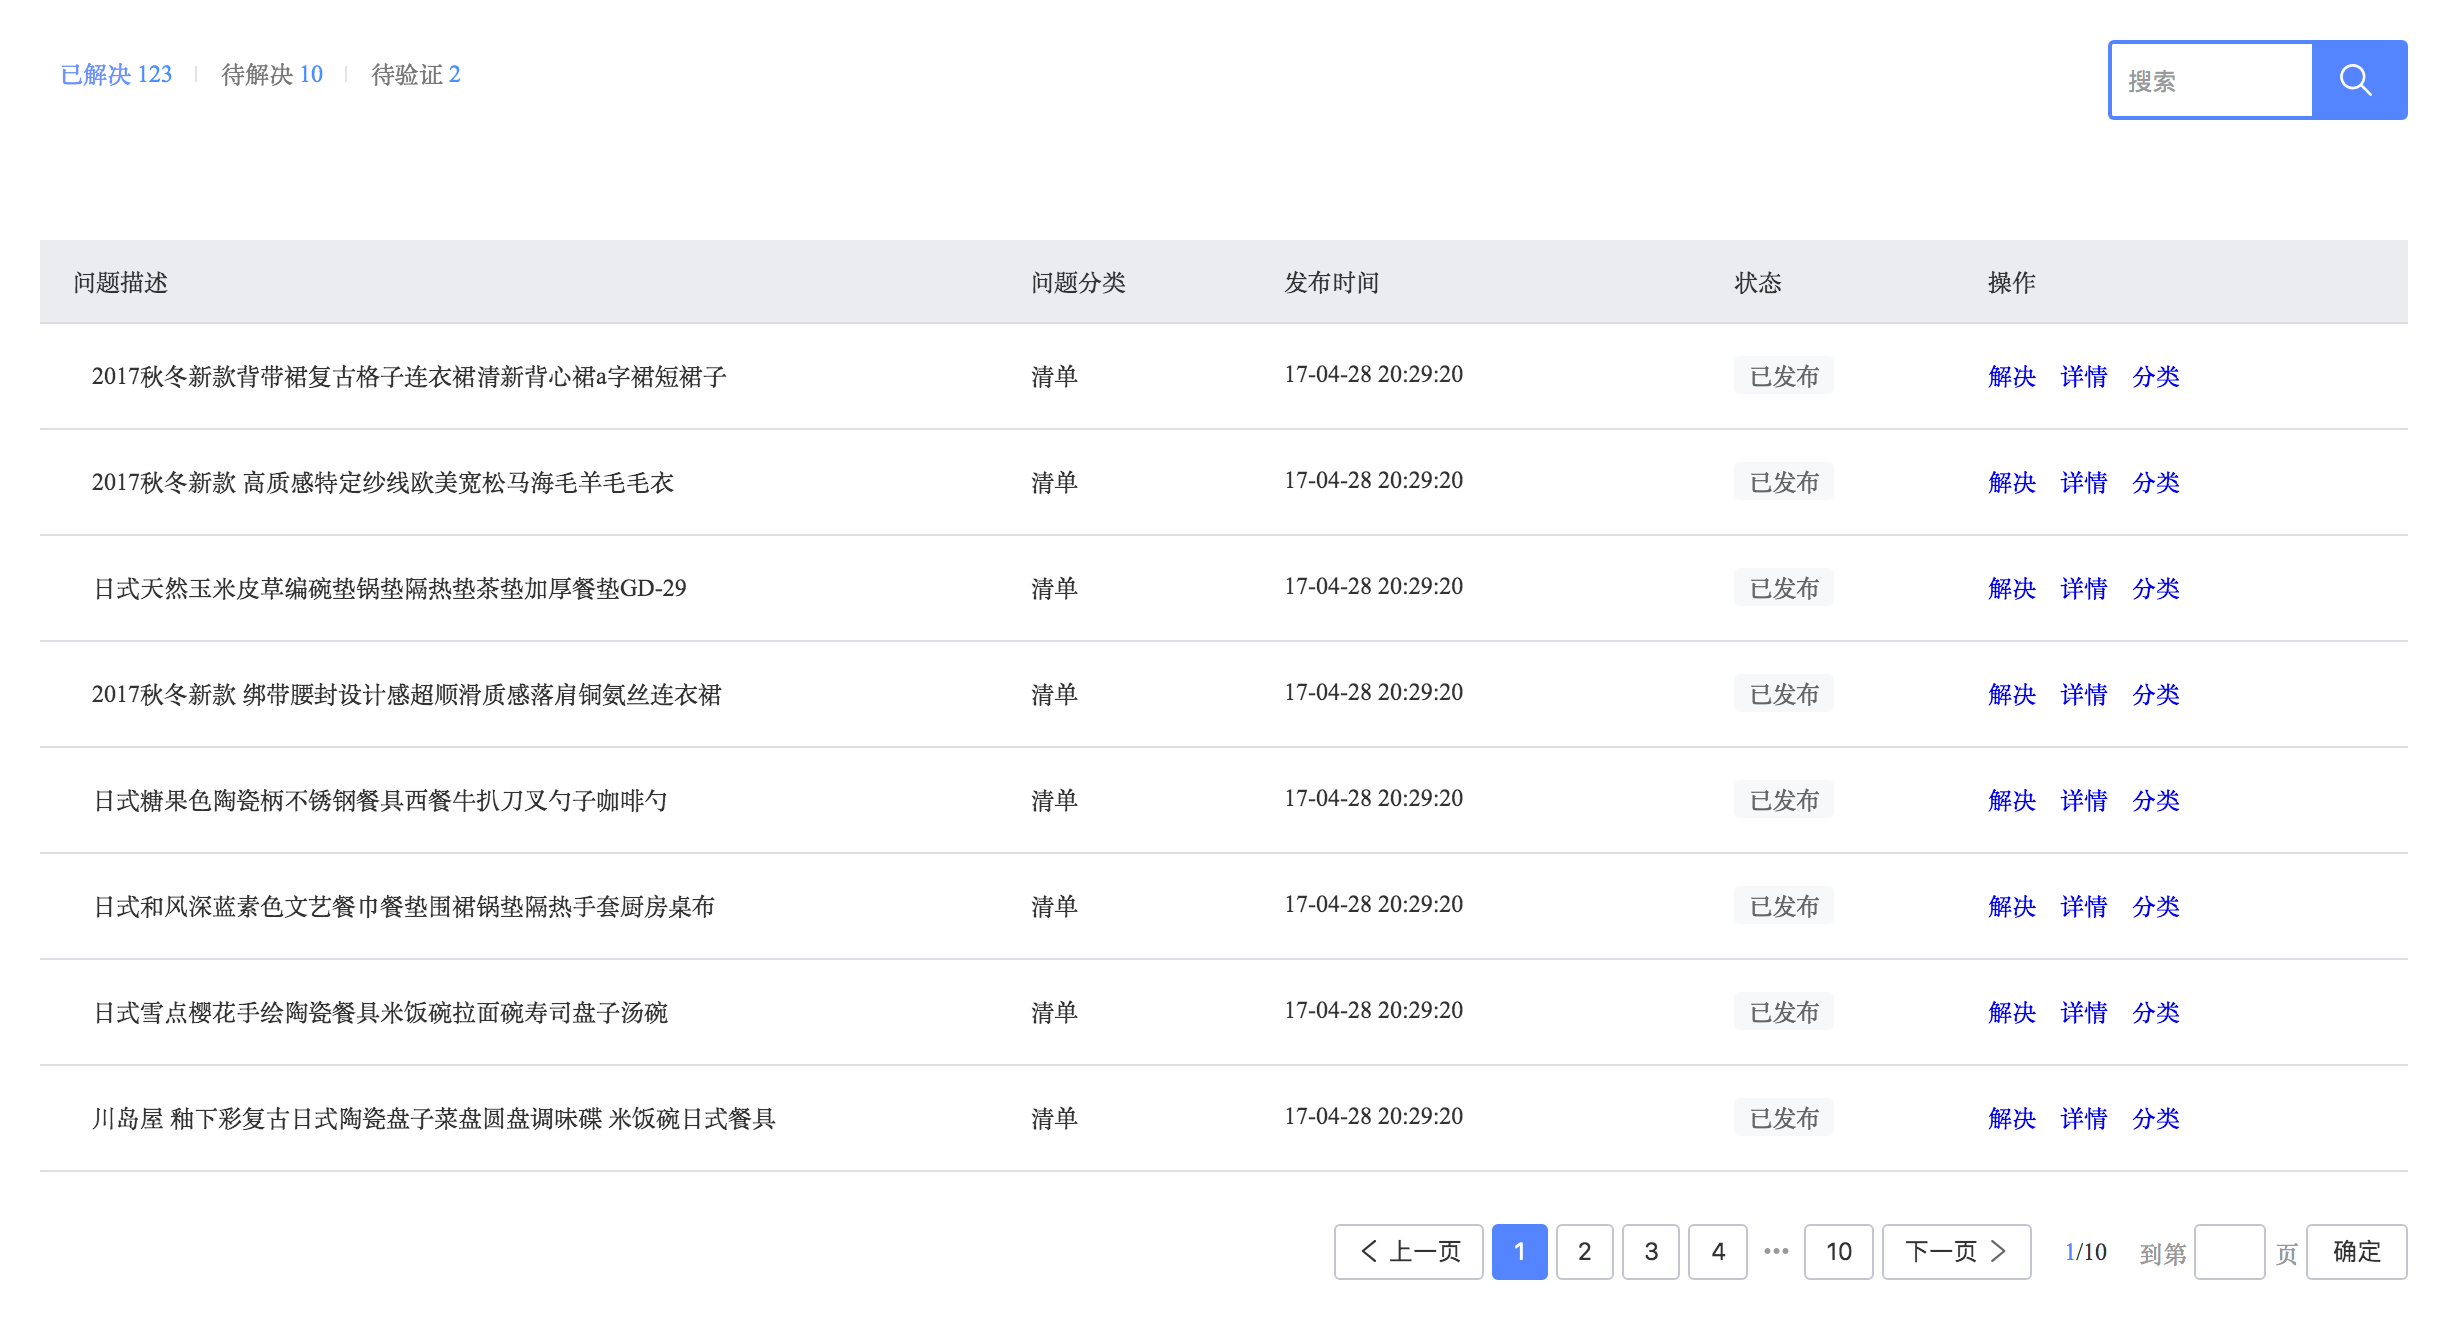 已解决 123 待解决 10 待验证 2
搜索
问题描述 问题分类 发布时间 状态 操作
2017秋冬新款背带裙复古格子连衣裙清新背心裙a字裙短裙子 清单 17-04-28 20:29:20 已发布 解决 详情 分类
2017秋冬新款 高质感特定纱线欧美宽松马海毛羊毛毛衣 清单 17-04-28 20:29:20 已发布 解决 详情 分类
日式天然玉米皮草编碗垫锅垫隔热垫茶垫加厚餐垫GD-29 清单 17-04-28 20:29:20 已发布 解决 详情 分类
2017秋冬新款 绑带腰封设计感超顺滑质感落肩铜氨丝连衣裙 清单 17-04-28 20:29:20 已发布 解决 详情 分类
日式糖果色陶瓷柄不锈钢餐具西餐牛扒刀叉勺子咖啡勺 清单 17-04-28 20:29:20 已发布 解决 详情 分类
日式和风深蓝素色文艺餐巾餐垫围裙锅垫隔热手套厨房桌布 清单 17-04-28 20:29:20 已发布 解决 详情 分类
日式雪点樱花手绘陶瓷餐具米饭碗拉面碗寿司盘子汤碗 清单 17-04-28 20:29:20 已发布 解决 详情 分类
川岛屋 釉下彩复古日式陶瓷盘子菜盘圆盘调味碟 米饭碗日式餐具 清单 17-04-28 20:29:20 已发布 解决 详情 分类
上一页 1 2 3 4 ••• 10 下一页 1/10 到第 页 确定